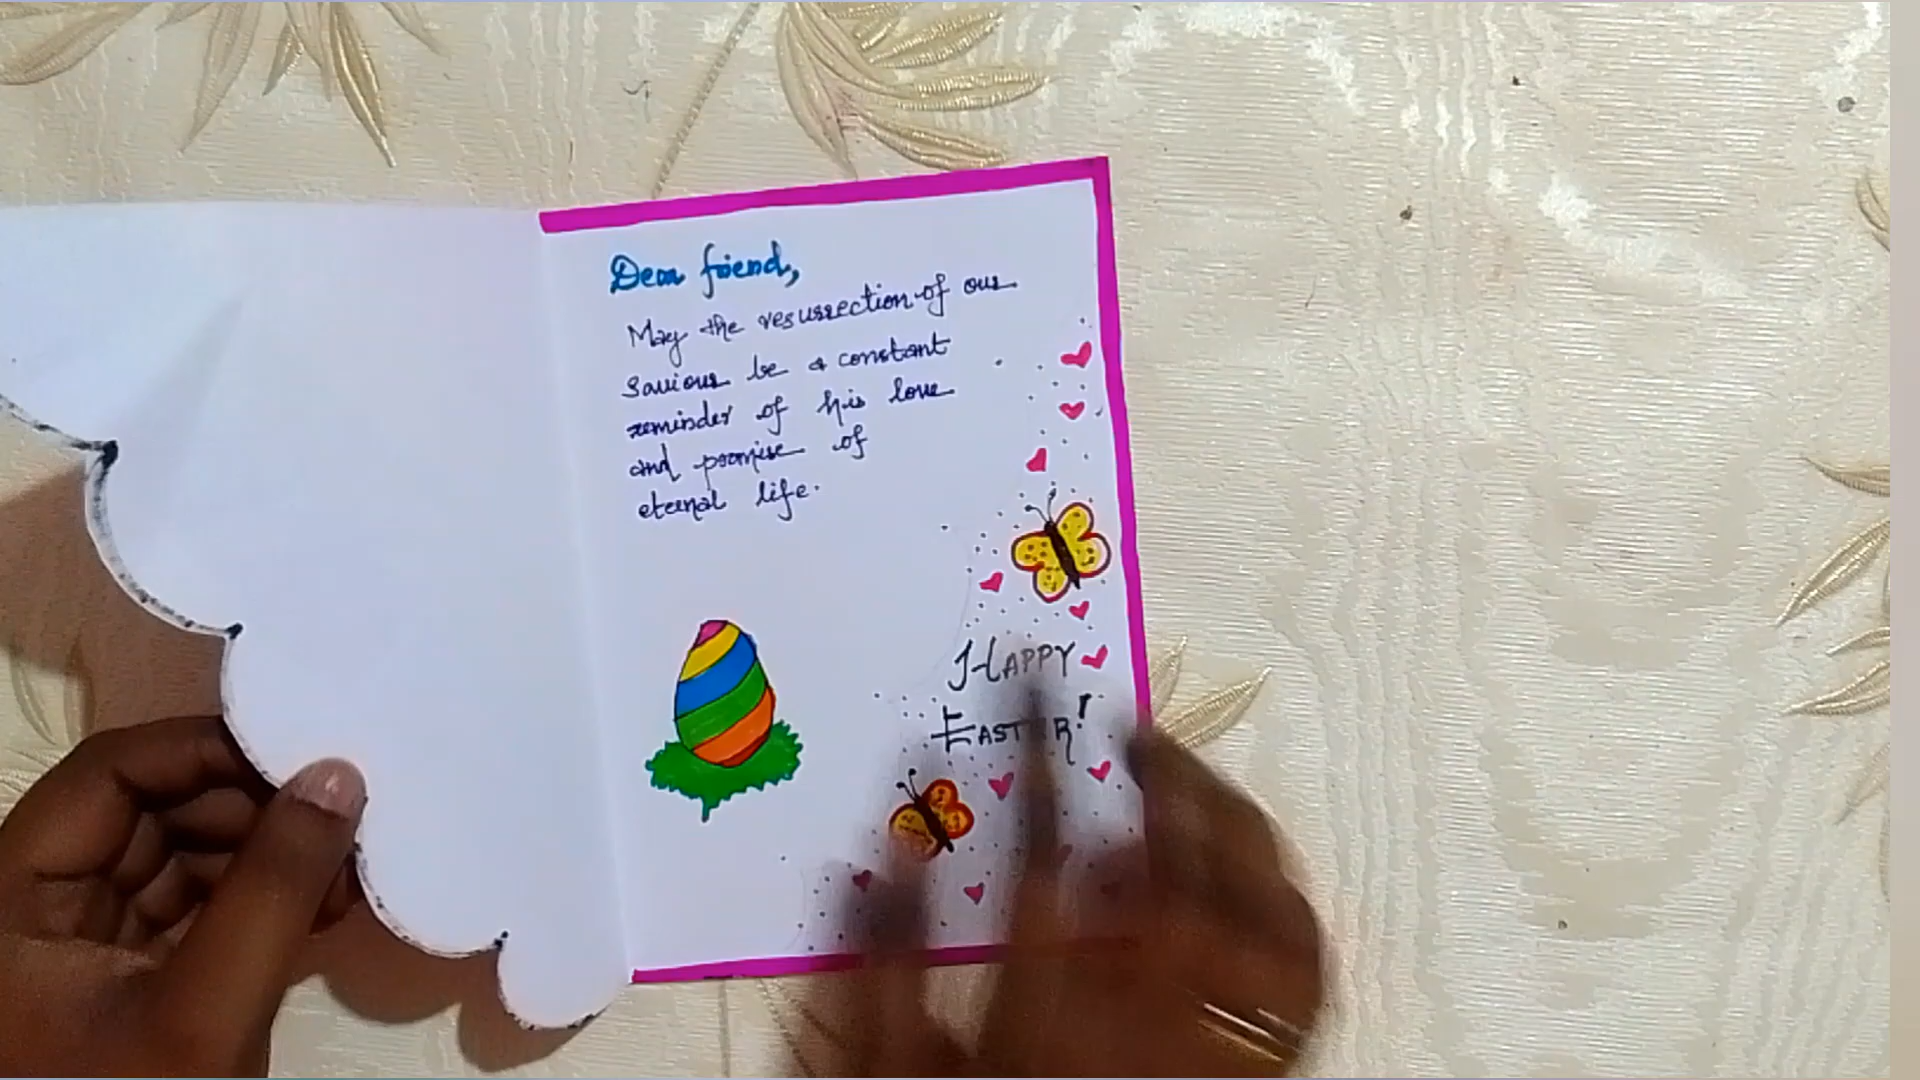 Dear friend,
May the resurrection of our
saviour be a constant
reminder of his love
and promise of
eternal life.
HAPPY
EASTER!